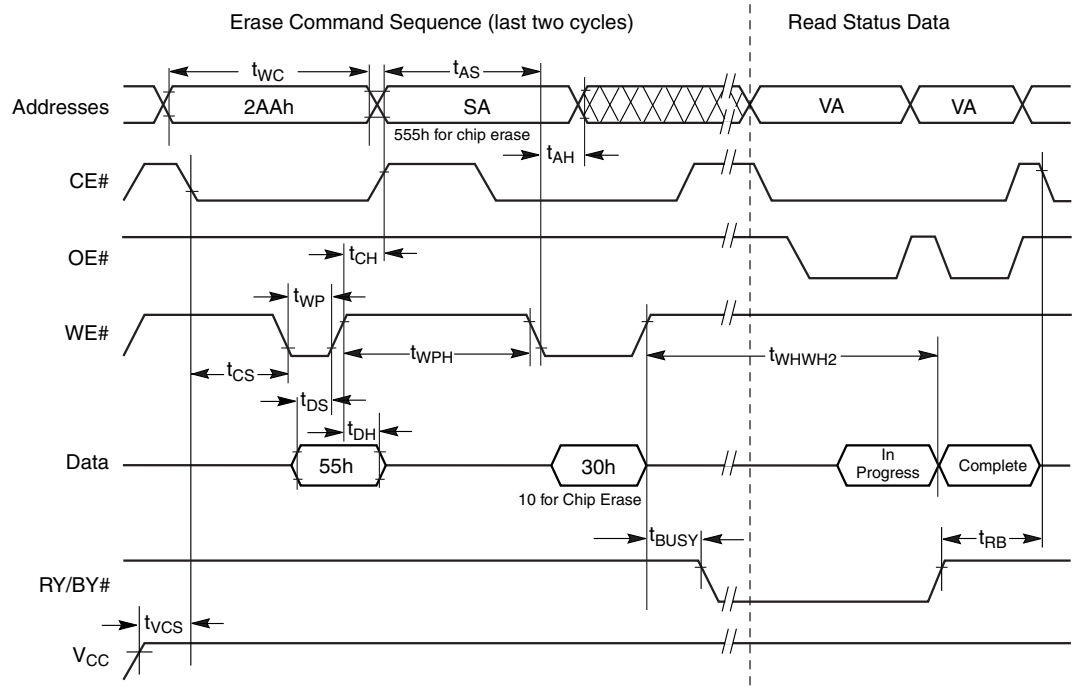 Erase Command Sequence (last two cycles)
Read Status Data
Addresses
tWC
tAS
2AAh
SA
VA
VA
555h for chip erase
tAH
CE#
OE#
tCH
tWP
WE#
tWPH
tWHWH2
tCS
tDS
tDH
Data
55h
30h
In
Progress
Complete
10 for Chip Erase
tBUSY
tRB
RY/BY#
tVCS
VCC